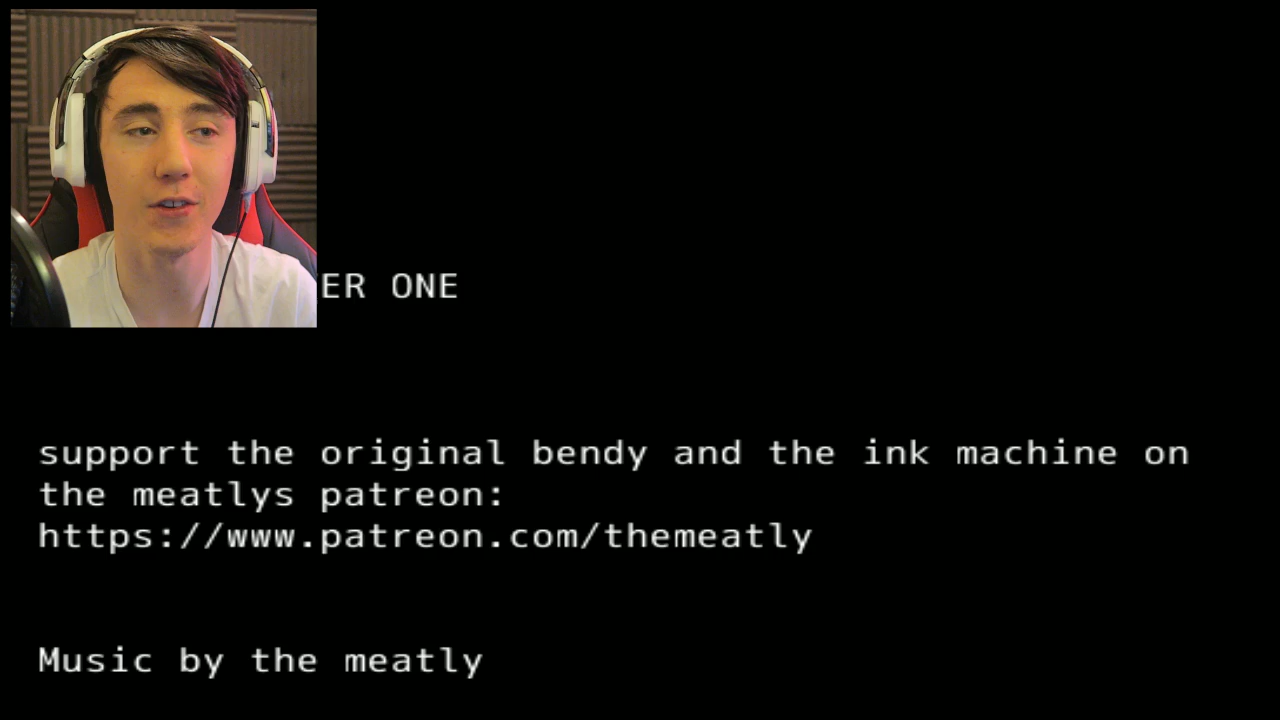 ER ONE
support the original bendy and the ink machine on
the meatlys patreon:
https://www.patreon.com/themeatly
Music by the meatly